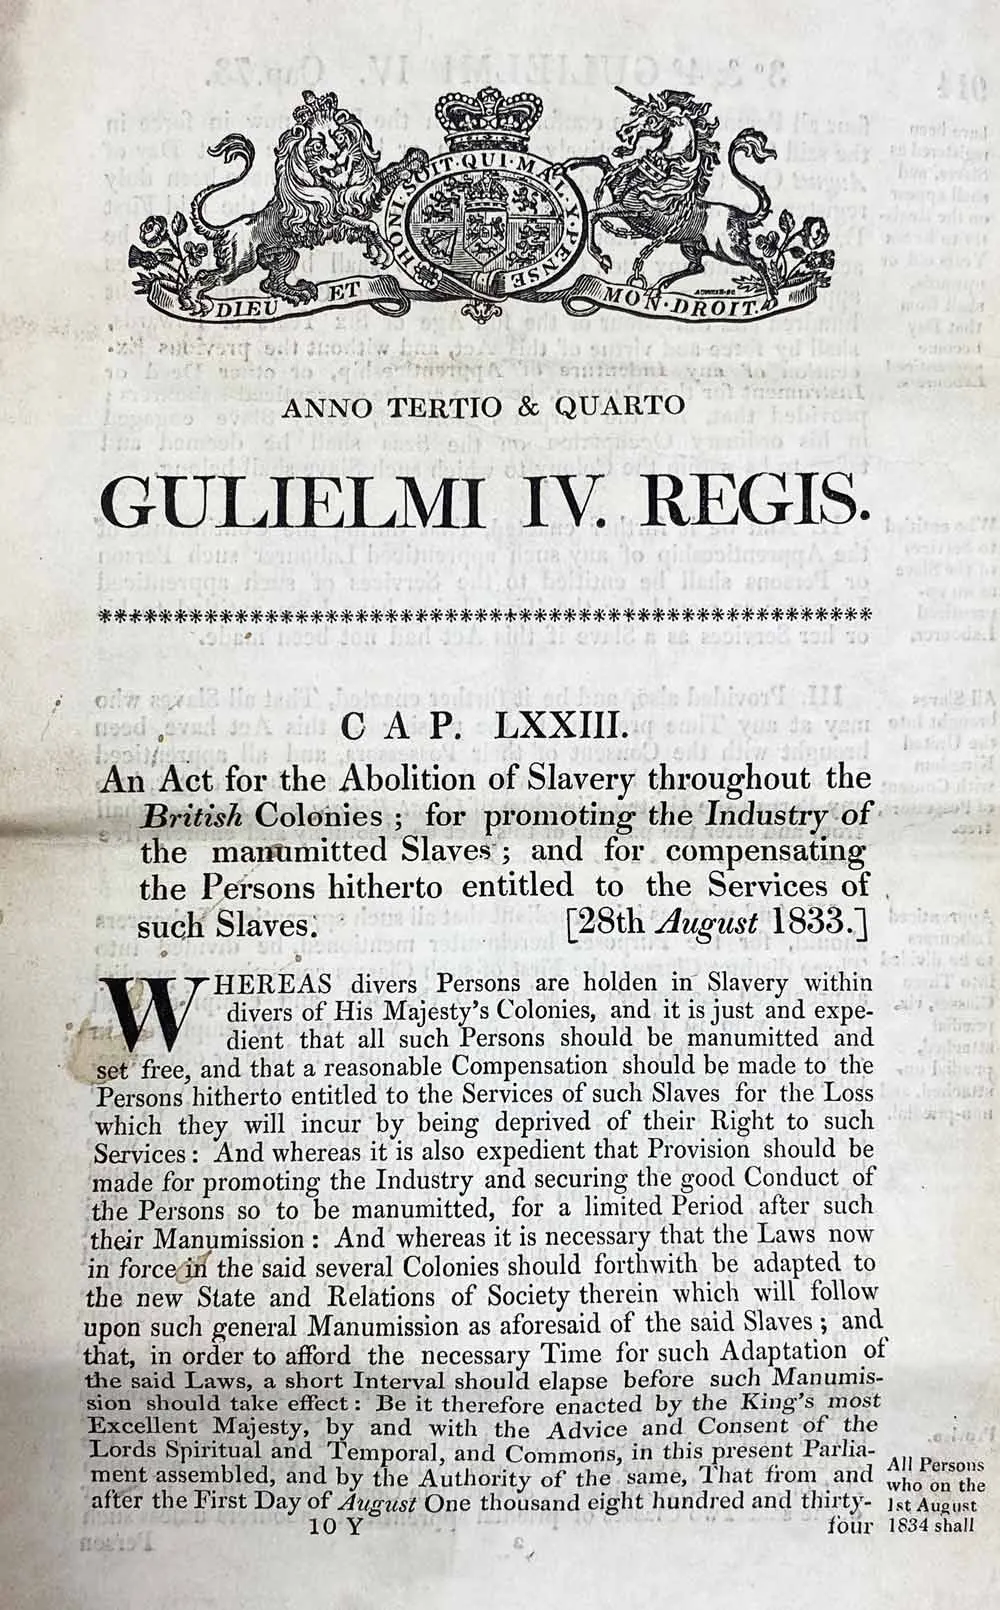 HONI·SOIT·QUI·MAL·Y·PENSE
DIEU ET MON·DROIT.
ANNO TERTIO & QUARTO
GULIELMI IV. REGIS.
CAP. LXXIII.
An Act for the Abolition of Slavery throughout the
British Colonies; for promoting the Industry of
the manumitted Slaves; and for compensating
the Persons hitherto entitled to the Services of
such Slaves. [28th August 1833.]
WHEREAS divers Persons are holden in Slavery within
divers of His Majesty's Colonies, and it is just and expe-
dient that all such Persons should be manumitted and
set free, and that a reasonable Compensation should be made to the
Persons hitherto entitled to the Services of such Slaves for the Loss
which they will incur by being deprived of their Right to such
Services: And whereas it is also expedient that Provision should be
made for promoting the Industry and securing the good Conduct of
the Persons so to be manumitted, for a limited Period after such
their Manumission: And whereas it is necessary that the Laws now
in force in the said several Colonies should forthwith be adapted to
the new State and Relations of Society therein which will follow
upon such general Manumission as aforesaid of the said Slaves; and
that, in order to afford the necessary Time for such Adaptation of
the said Laws, a short Interval should elapse before such Manumis-
sion should take effect: Be it therefore enacted by the King's most
Excellent Majesty, by and with the Advice and Consent of the
Lords Spiritual and Temporal, and Commons, in this present Parlia-
ment assembled, and by the Authority of the same, That from and
after the First Day of August One thousand eight hundred and thirty-
10 Y four
All Persons
who on the
1st August
1834 shall